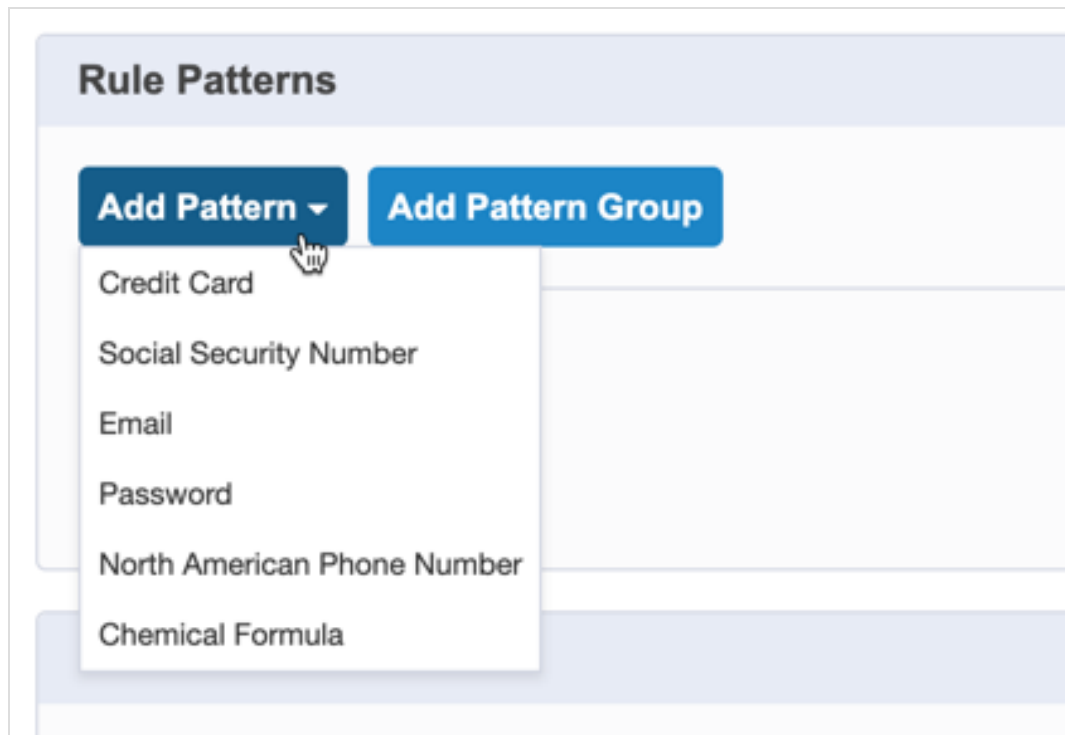 Rule Patterns
Add Pattern Add Pattern Group
Credit Card
Social Security Number
Email
Password
North American Phone Number
Chemical Formula